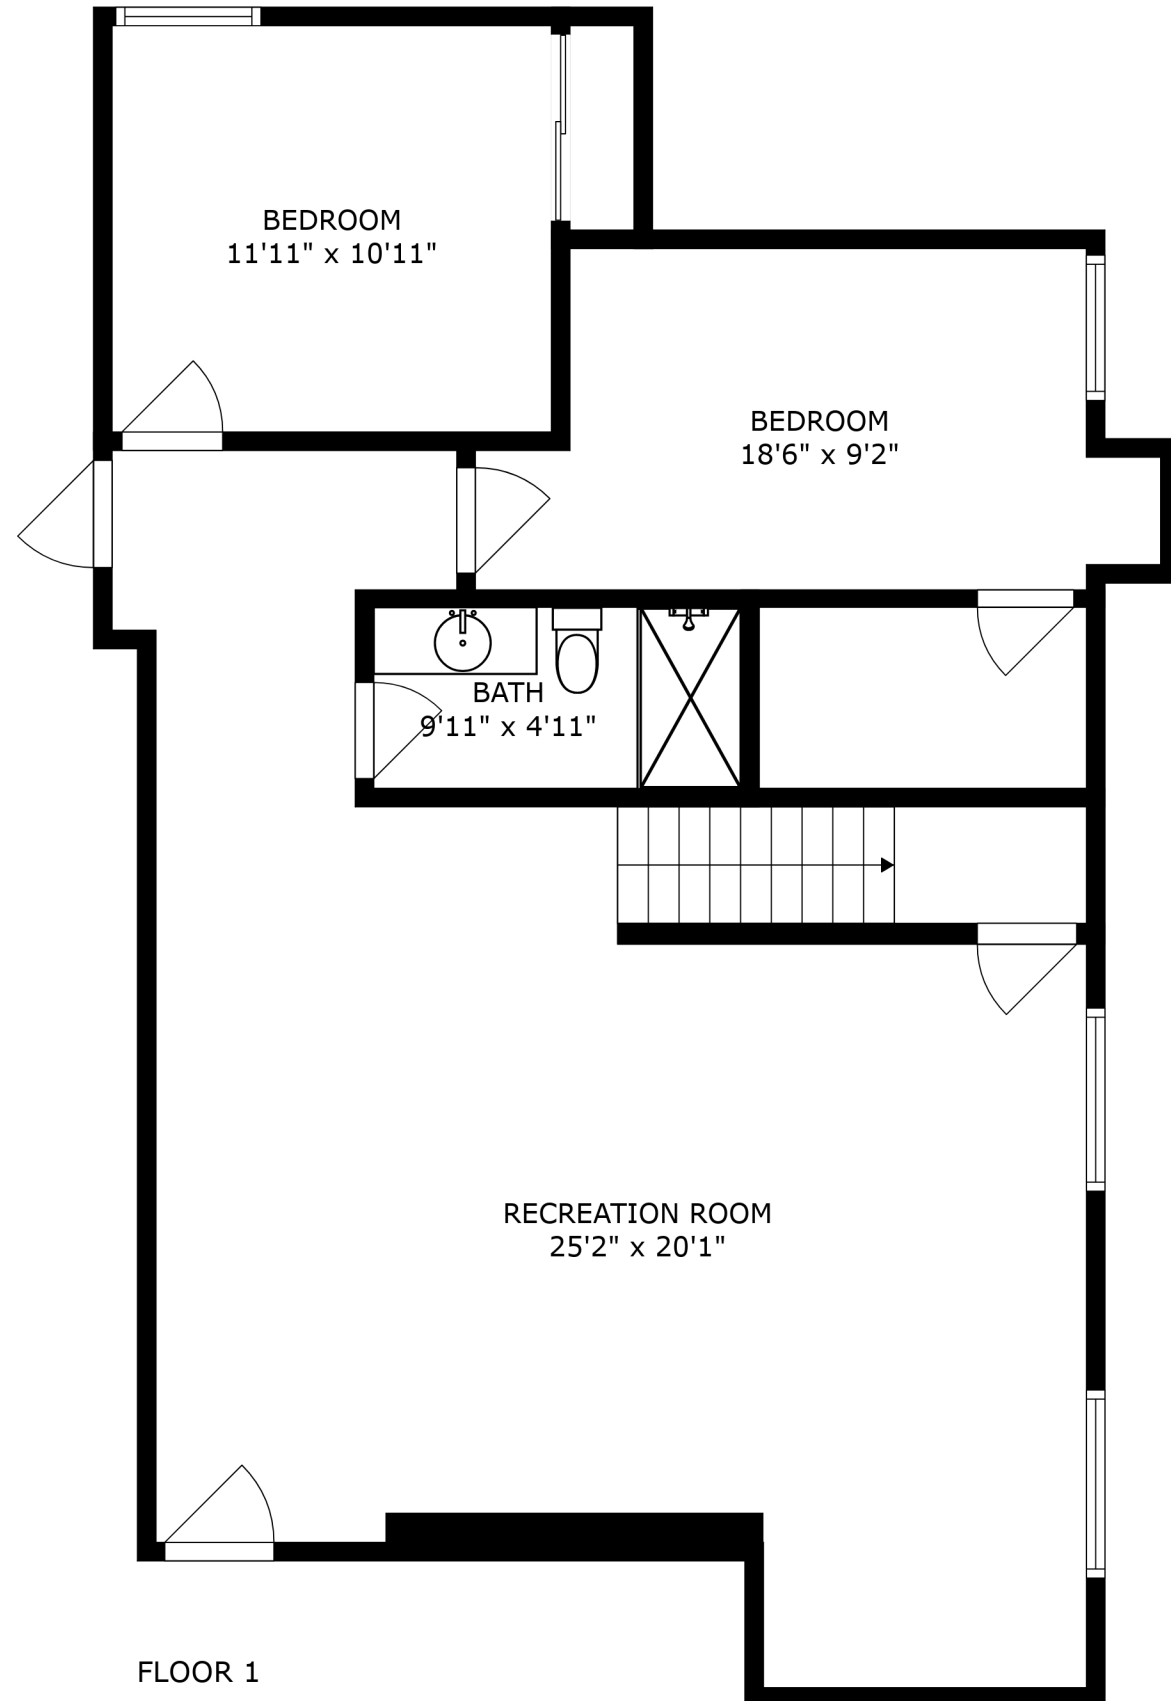 BEDROOM
11'11" x 10'11"
BEDROOM
18'6" x 9'2"
BATH
9'11" x 4'11"
RECREATION ROOM
25'2" x 20'1"
FLOOR 1